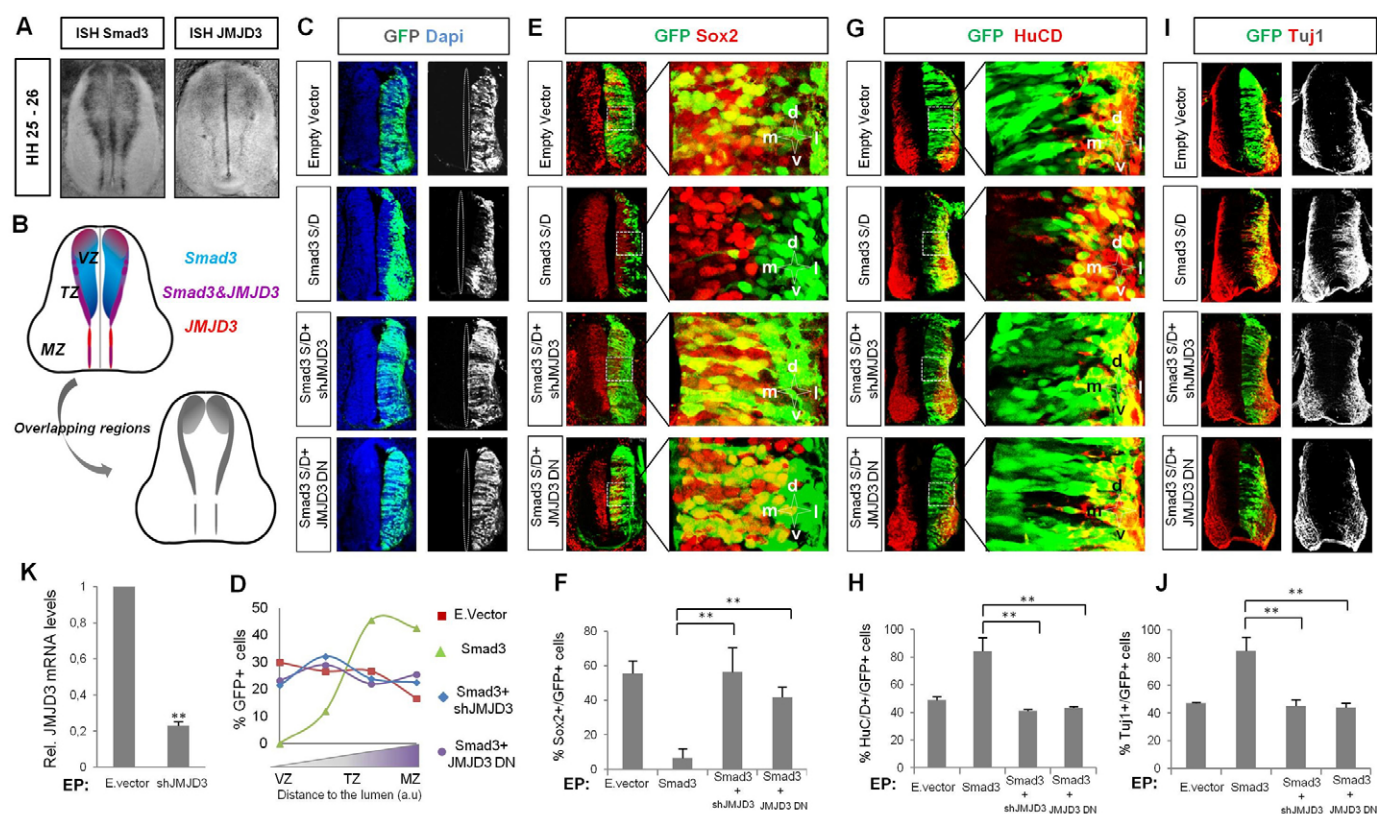 A
ISH Smad3
ISH JMJD3
HH 25 - 26
B
VZ
TZ
MZ
Smad3
Smad3&JMJD3
JMJD3
Overlapping regions
C
GFP Dapi
Empty Vector
Smad3 S/D
Smad3 S/D+
shJMJD3
Smad3 S/D+
JMJD3 DN
E
GFP Sox2
Empty Vector
d
m
l
v
Smad3 S/D
d
m
l
v
Smad3 S/D+
shJMJD3
d
m
l
v
Smad3 S/D+
JMJD3 DN
d
m
l
v
G
GFP HuCD
Empty Vector
d
m
l
v
Smad3 S/D
d
m
l
v
Smad3 S/D+
shJMJD3
d
m
l
v
Smad3 S/D+
JMJD3 DN
d
m
l
v
I
GFP Tuj1
Empty Vector
Smad3 S/D
Smad3 S/D+
shJMJD3
Smad3 S/D+
JMJD3 DN
K
Rel. JMJD3 mRNA levels
1
0,8
0,6
0,4
0,2
0
**
EP:
E.vector
shJMJD3
D
% GFP+ cells
50
40
30
20
10
0
VZ
TZ
MZ
Distance to the lumen (a.u)
E.Vector
Smad3
Smad3+
shJMJD3
Smad3+
JMJD3 DN
F
% Sox2+/GFP+ cells
80
60
40
20
0
**
**
EP:
E.vector
Smad3
Smad3
+
shJMJD3
Smad3
+
JMJD3 DN
H
% HuC/D+/GFP+ cells
100
80
60
40
20
0
**
**
EP:
E.vector
Smad3
Smad3
+
shJMJD3
Smad3
+
JMJD3 DN
J
% Tuj1+/GFP+ cells
100
80
60
40
20
0
**
**
EP:
E.vector
Smad3
Smad3
+
shJMJD3
Smad3
+
JMJD3 DN